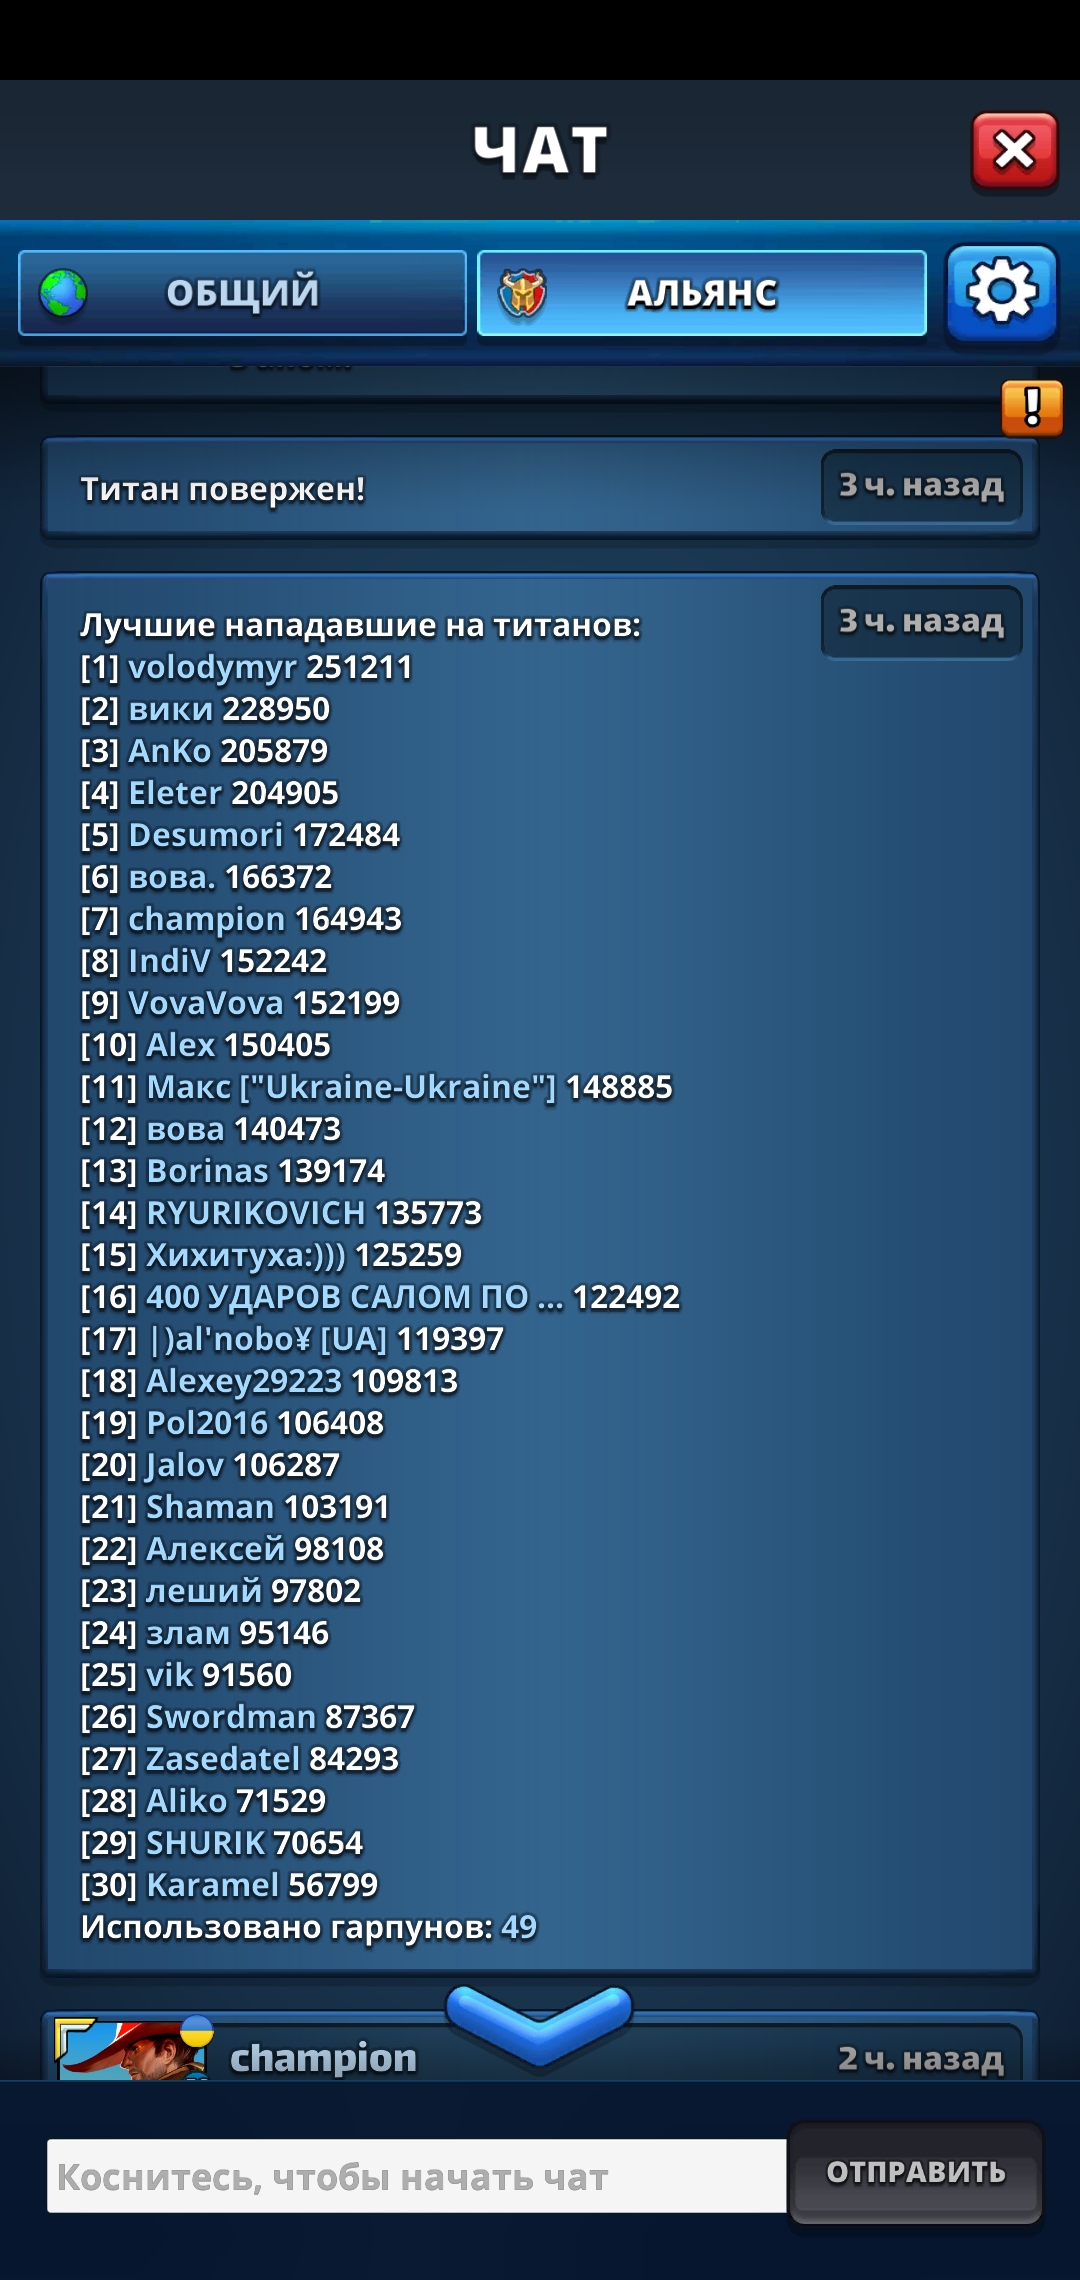 ЧАТ
ОБЩИЙ
АЛЬЯНС
Титан повержен!
3 ч. назад
Лучшие нападавшие на титанов:
3 ч. назад
[1] volodymyr 251211
[2] вики 228950
[3] AnKo 205879
[4] Eleter 204905
[5] Desumori 172484
[6] вова. 166372
[7] champion 164943
[8] IndiV 152242
[9] VovaVova 152199
[10] Alex 150405
[11] Макс ["Ukraine-Ukraine"] 148885
[12] вова 140473
[13] Borinas 139174
[14] RYURIKOVICH 135773
[15] Хихитуха:))) 125259
[16] 400 УДАРОВ САЛОМ ПО ... 122492
[17] |)al'nobo¥ [UA] 119397
[18] Alexey29223 109813
[19] Pol2016 106408
[20] Jalov 106287
[21] Shaman 103191
[22] Алексей 98108
[23] леший 97802
[24] злам 95146
[25] vik 91560
[26] Swordman 87367
[27] Zasedatel 84293
[28] Aliko 71529
[29] SHURIK 70654
[30] Karamel 56799
Использовано гарпунов: 49
champion
2 ч. назад
Коснитесь, чтобы начать чат
ОТПРАВИТЬ